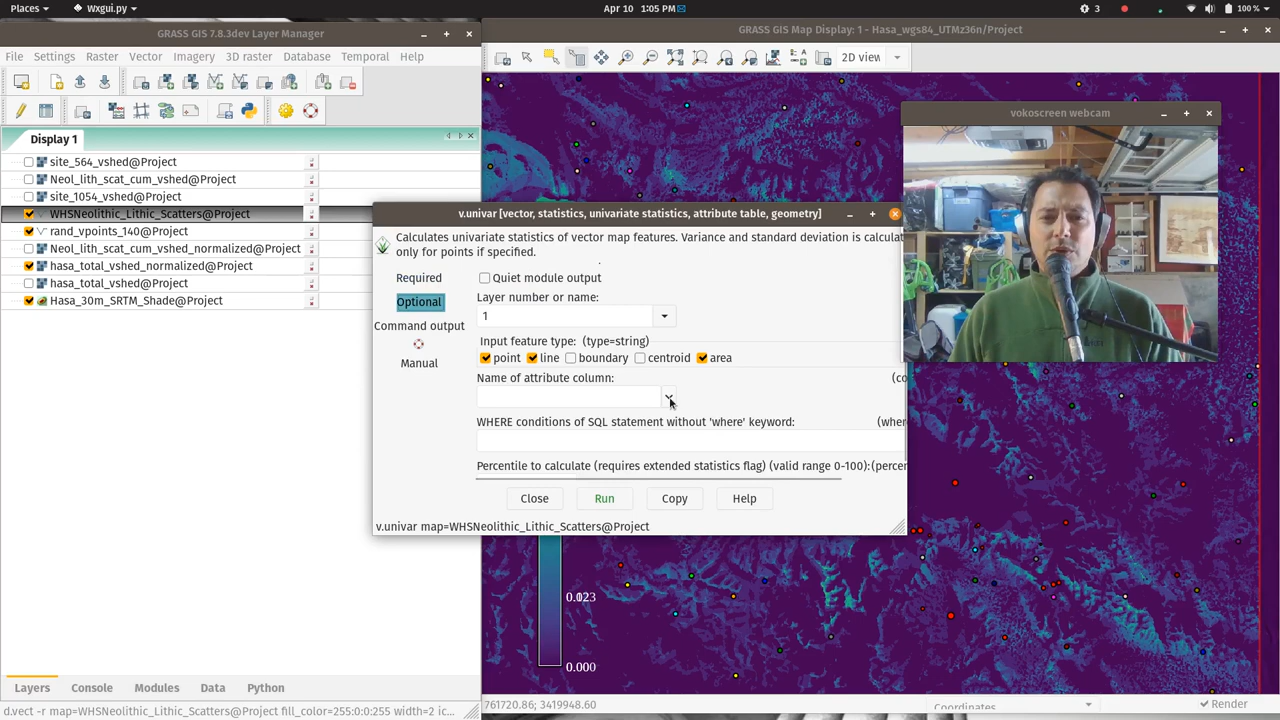 Places
Wxgui.py
Apr 10 1:05 PM
3
100 %
GRASS GIS 7.8.3dev Layer Manager
GRASS GIS Map Display: 1 - Hasa_wgs84_UTMz36n/Project
File Settings Raster Vector Imagery 3D raster Volumes Database Temporal Help
2D view
Display 1
site_564_vshed@Project
Neol_lith_scat_cum_vshed@Project
site_1054_vshed@Project
WHSNeolithic_Lithic_Scatters@Project
rand_vpoints_140@Project
Neol_lith_scat_cum_vshed_normalized@Project
hasa_total_vshed_normalized@Project
hasa_total_vshed@Project
Hasa_30m_SRTM_Shade@Project
vokoscreen webcam
v.univar [vector, statistics, univariate statistics, attribute table, geometry]
Calculates univariate statistics of vector map features. Variance and standard deviation is calculat
only for points if specified.
Required
Optional
Command output
Manual
Quiet module output
Layer number or name:
1
Input feature type: (type=string)
point line boundary centroid area
Name of attribute column: (co
WHERE conditions of SQL statement without 'where' keyword: (wher
Percentile to calculate (requires extended statistics flag) (valid range 0-100): (percer
Close Run Copy Help
v.univar map=WHSNeolithic_Lithic_Scatters@Project
0.023
0.000
Layers Console Modules Data Python
d.vect -r map=WHSNeolithic_Lithic_Scatters@Project fill_color=255:0:0:255 width=2 ic...
761720.86; 3419948.60
Coordinates
Render